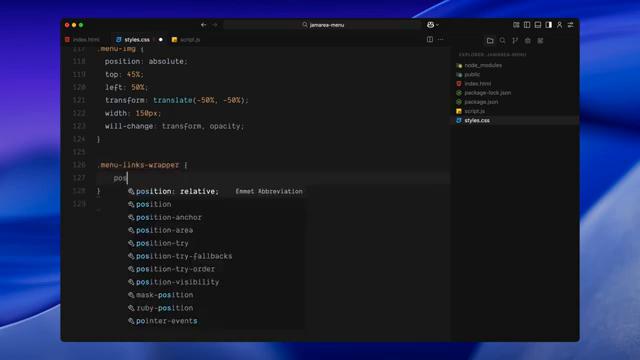 jamarea-menu
index.html
styles.css
script.js
117
.menu-img {
118
position: absolute;
119
top: 45%;
120
left: 50%;
121
transform: translate(-50%, -50%);
122
width: 150px;
123
will-change: transform, opacity;
124
}
125
126
.menu-links-wrapper {
127
pos
128
}
129
position: relative;
Emmet Abbreviation
position
position-anchor
position-area
position-try
position-try-fallbacks
position-try-order
position-visibility
mask-position
ruby-position
pointer-events
EXPLORER: JAMAREA-MENU
node_modules
public
index.html
package-lock.json
package.json
script.js
styles.css